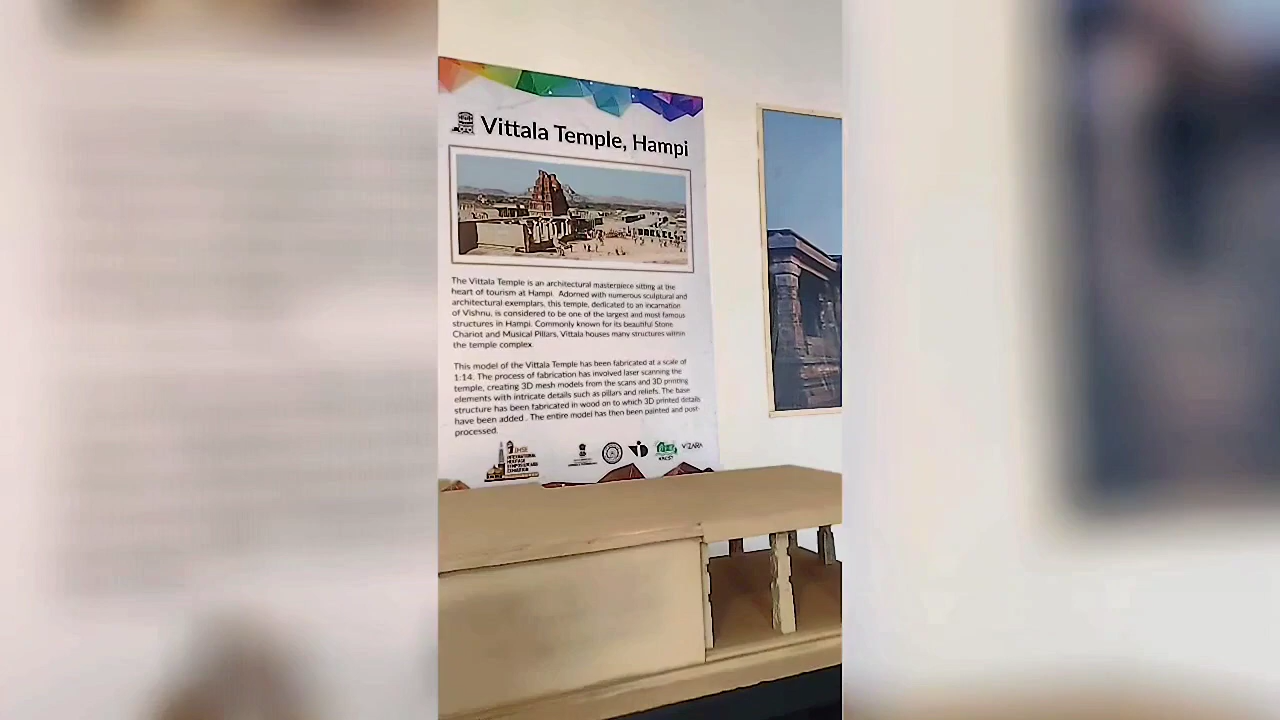 Vittala Temple, Hampi
The Vittala Temple is an architectural masterpiece sitting at the
heart of tourism at Hampi. Adorned with numerous sculptural and
architectural exemplars, this temple, dedicated to an incarnation
of Vishnu, is considered to be one of the largest and most famous
structures in Hampi. Commonly known for its beautiful Stone
Chariot and Musical Pillars, Vittala houses many structures within
the temple complex.
This model of the Vittala Temple has been fabricated at a scale of
1:14. The process of fabrication has involved laser scanning the
temple, creating 3D mesh models from the scans and 3D printing
elements with intricate details such as pillars and reliefs. The base
structure has been fabricated in wood on to which 3D printed details
have been added . The entire model has then been painted and post-
processed.
IHSE
INTERNATIONAL
HERITAGE
SYMPOSIUM AND
EXHIBITION
VIZARA